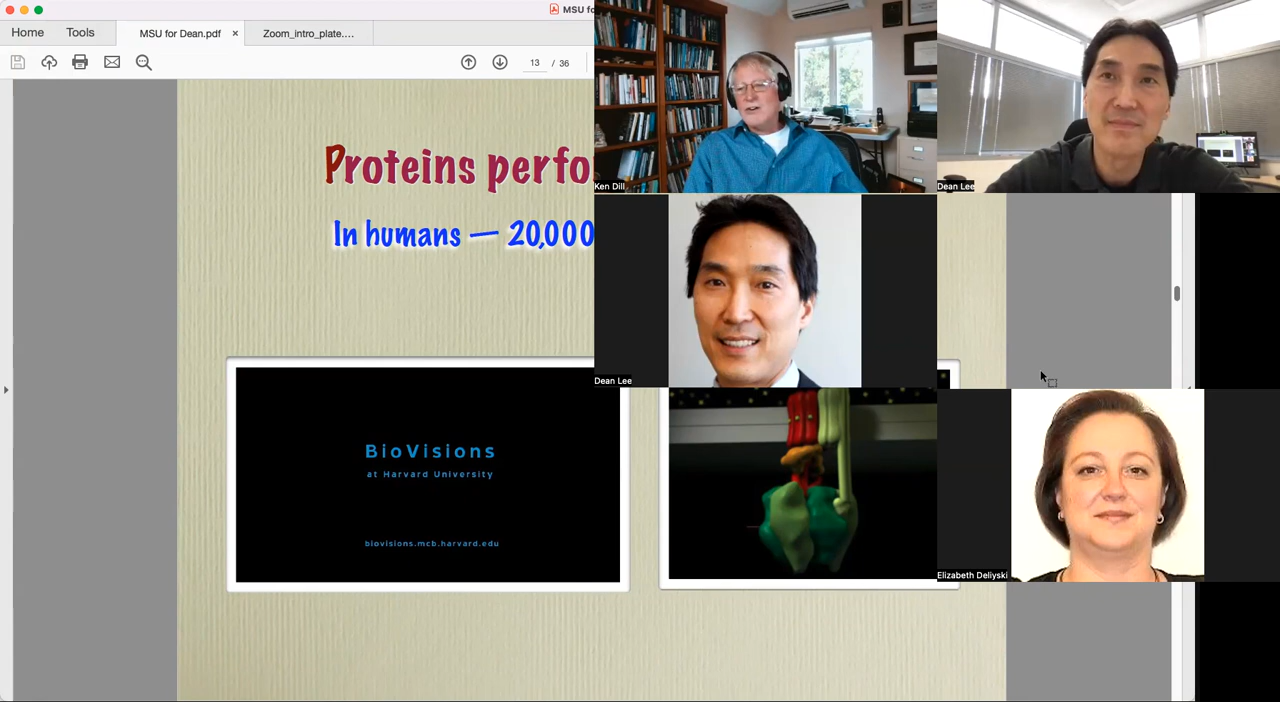 MSU fo
Home
Tools
MSU for Dean.pdf
×
Zoom_intro_plate....
13 / 36
Proteins perfo
In humans — 20,000
BioVisions
at Harvard University
biovisions.mcb.harvard.edu
Ken Dill
Dean Lee
Dean Lee
Elizabeth Deliyski